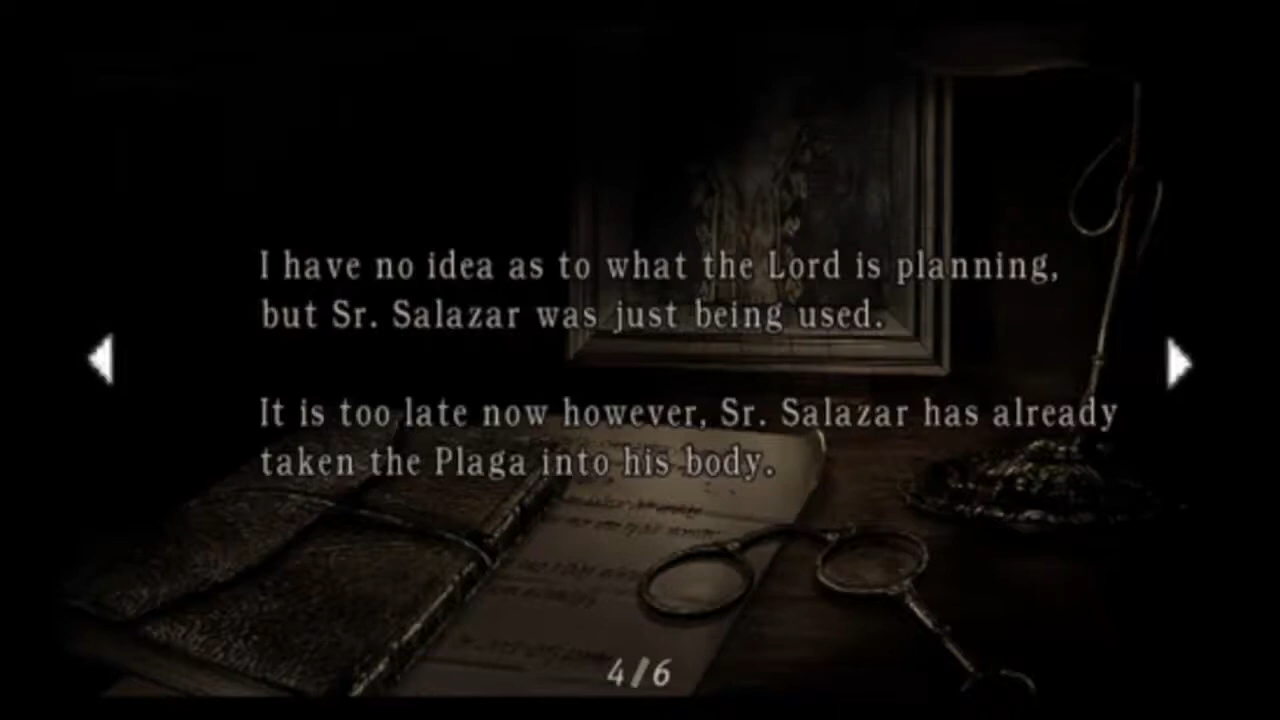 I have no idea as to what the Lord is planning,
but Sr. Salazar was just being used.
It is too late now however, Sr. Salazar has already
taken the Plaga into his body.
4/6